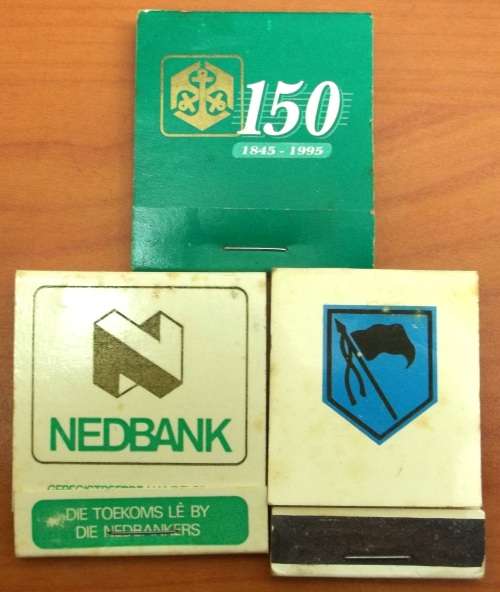 150
1845 - 1995
NEDBANK
DIE TOEKOMS LÊ BY
DIE NEDBANKERS